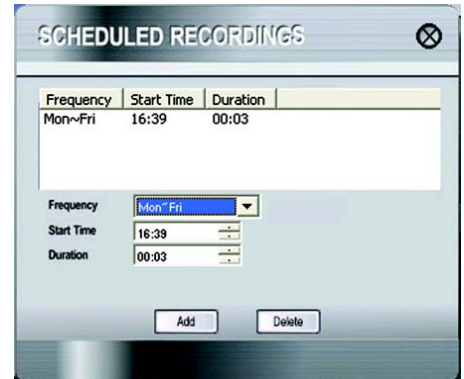 SCHEDULED RECORDINGS
Frequency Start Time Duration
Mon~Fri 16:39 00:03
Frequency Mon~Fri
Start Time 16:39
Duration 00:03
Add Delete